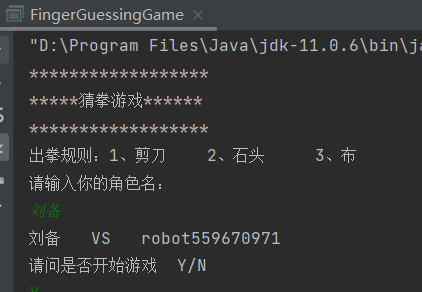 FingerGuessingGame
"D:\Program Files\Java\jdk-11.0.6\bin\ja
******************
*****猜拳游戏******
******************
出拳规则：1、剪刀 2、石头 3、布
请输入你的角色名：
刘备
刘备 VS robot559670971
请问是否开始游戏 Y/N